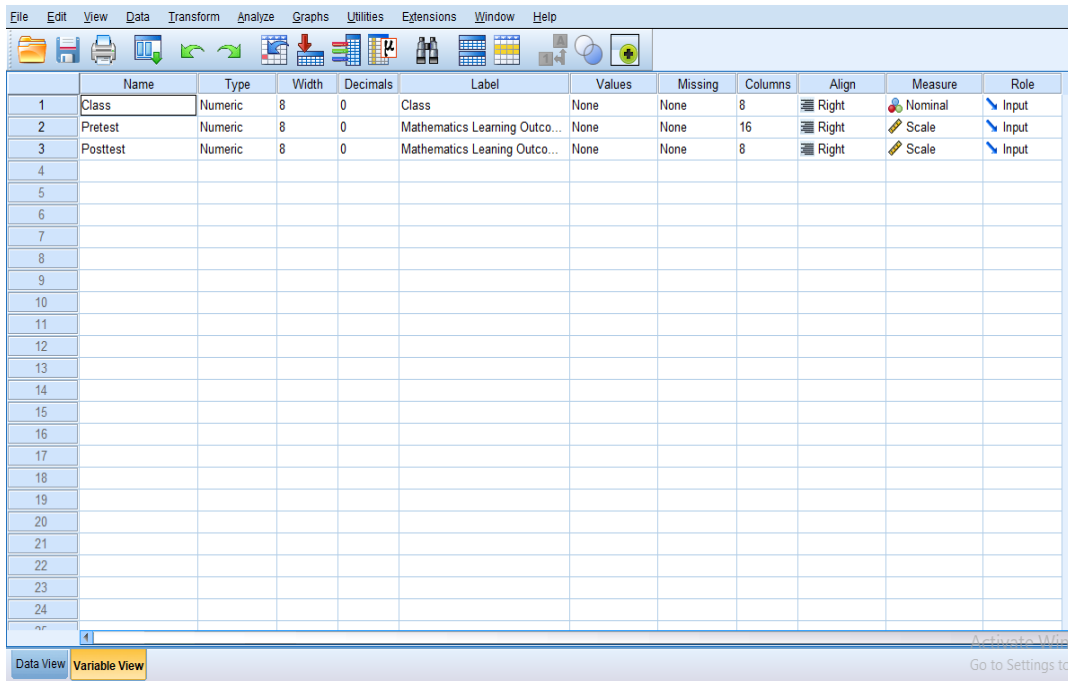 File Edit View Data Transform Analyze Graphs Utilities Extensions Window Help
Name Type Width Decimals Label Values Missing Columns Align Measure Role
1 Class Numeric 8 0 Class None None 8 Right Nominal Input
2 Pretest Numeric 8 0 Mathematics Learning Outco... None None 16 Right Scale Input
3 Posttest Numeric 8 0 Mathematics Leaning Outco... None None 8 Right Scale Input
4
5
6
7
8
9
10
11
12
13
14
15
16
17
18
19
20
21
22
23
24
Activate Win
Data View Variable View
Go to Settings to